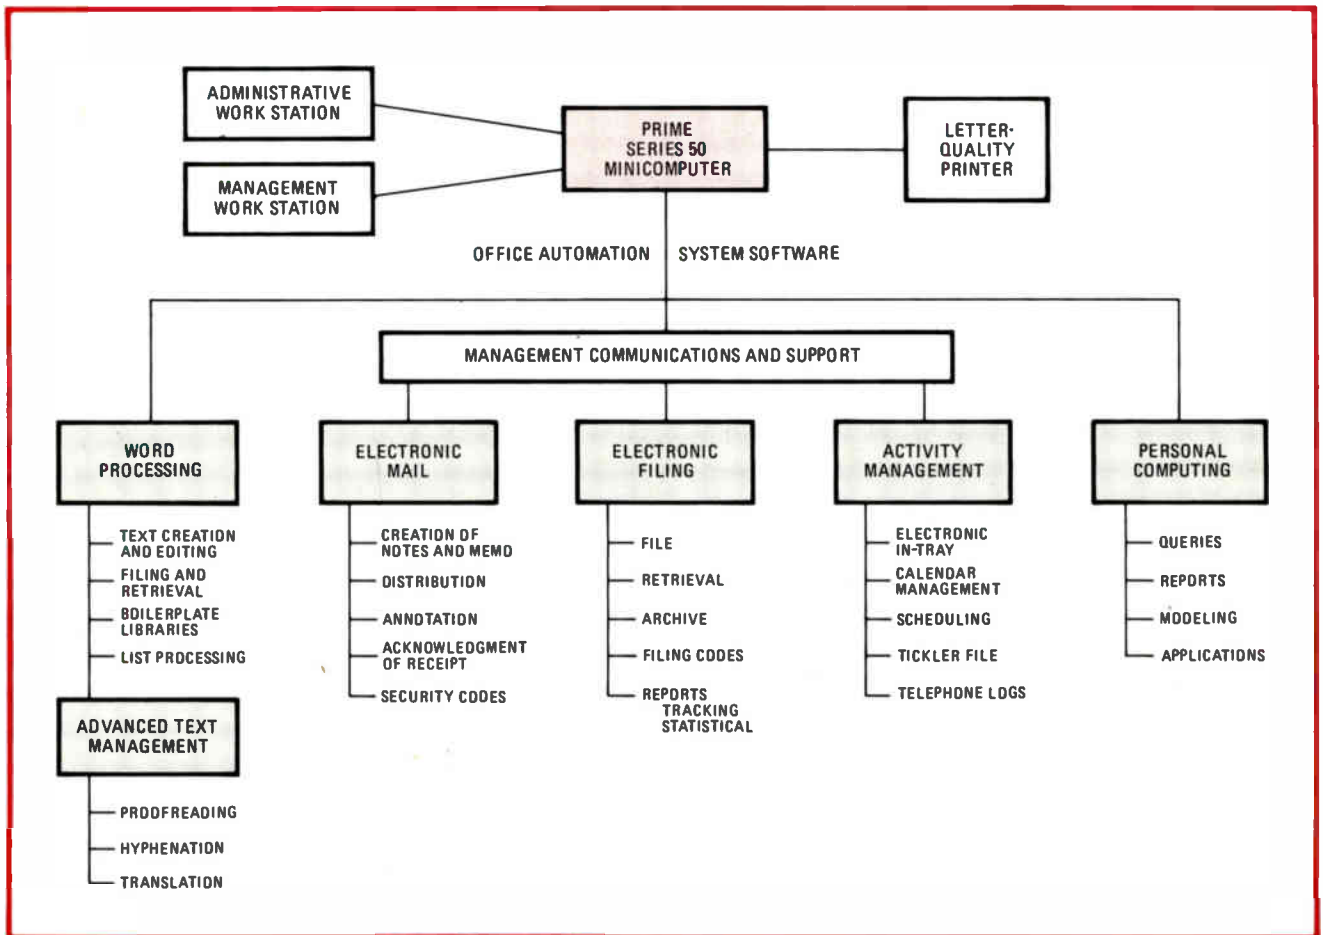 ADMINISTRATIVE
WORK STATION
PRIME
SERIES 50
MINICOMPUTER
LETTER-
QUALITY
PRINTER
MANAGEMENT
WORK STATION
OFFICE AUTOMATION SYSTEM SOFTWARE
MANAGEMENT COMMUNICATIONS AND SUPPORT
WORD
PROCESSING
TEXT CREATION
AND EDITING
FILING AND
RETRIEVAL
BOILERPLATE
LIBRARIES
LIST PROCESSING
ADVANCED TEXT
MANAGEMENT
PROOFREADING
HYPHENATION
TRANSLATION
ELECTRONIC
MAIL
CREATION OF
NOTES AND MEMO
DISTRIBUTION
ANNOTATION
ACKNOWLEDGMENT
OF RECEIPT
SECURITY CODES
ELECTRONIC
FILING
FILE
RETRIEVAL
ARCHIVE
FILING CODES
REPORTS
TRACKING
STATISTICAL
ACTIVITY
MANAGEMENT
ELECTRONIC
IN-TRAY
CALENDAR
MANAGEMENT
SCHEDULING
TICKLER FILE
TELEPHONE LOGS
PERSONAL
COMPUTING
QUERIES
REPORTS
MODELING
APPLICATIONS